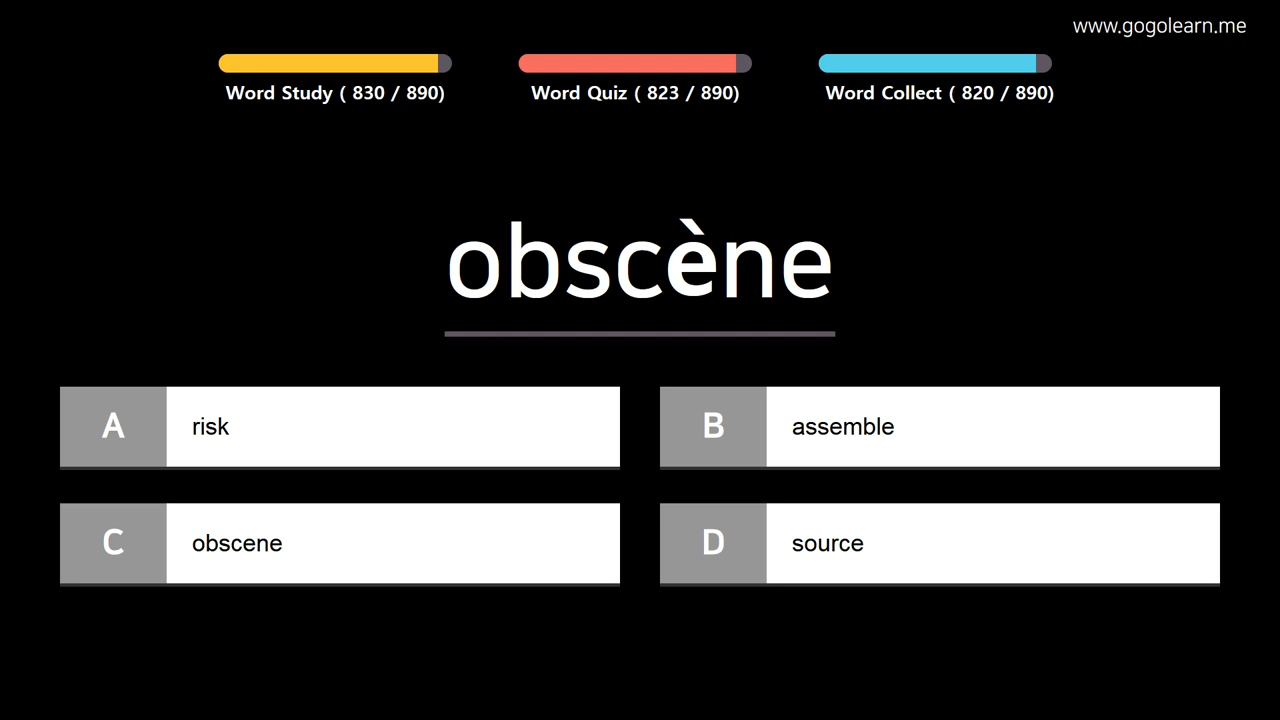 www.gogolearn.me
Word Study ( 830 / 890) Word Quiz ( 823 / 890) Word Collect ( 820 / 890)
obscène
A risk
B assemble
C obscene
D source